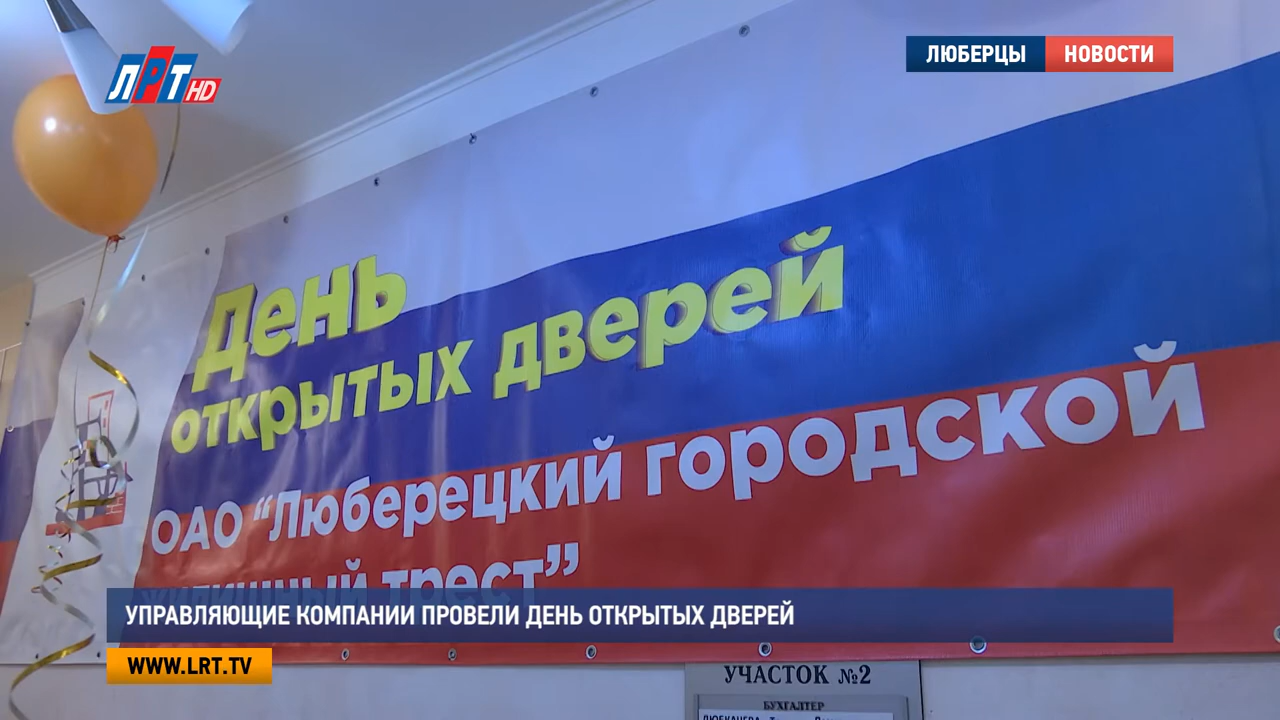 ЛРТ HD
ЛЮБЕРЦЫ НОВОСТИ
День
открытых дверей
ОАО “Люберецкий городской
жилищный трест”
УПРАВЛЯЮЩИЕ КОМПАНИИ ПРОВЕЛИ ДЕНЬ ОТКРЫТЫХ ДВЕРЕЙ
WWW.LRT.TV
УЧАСТОК №2
БУХГАЛТЕР